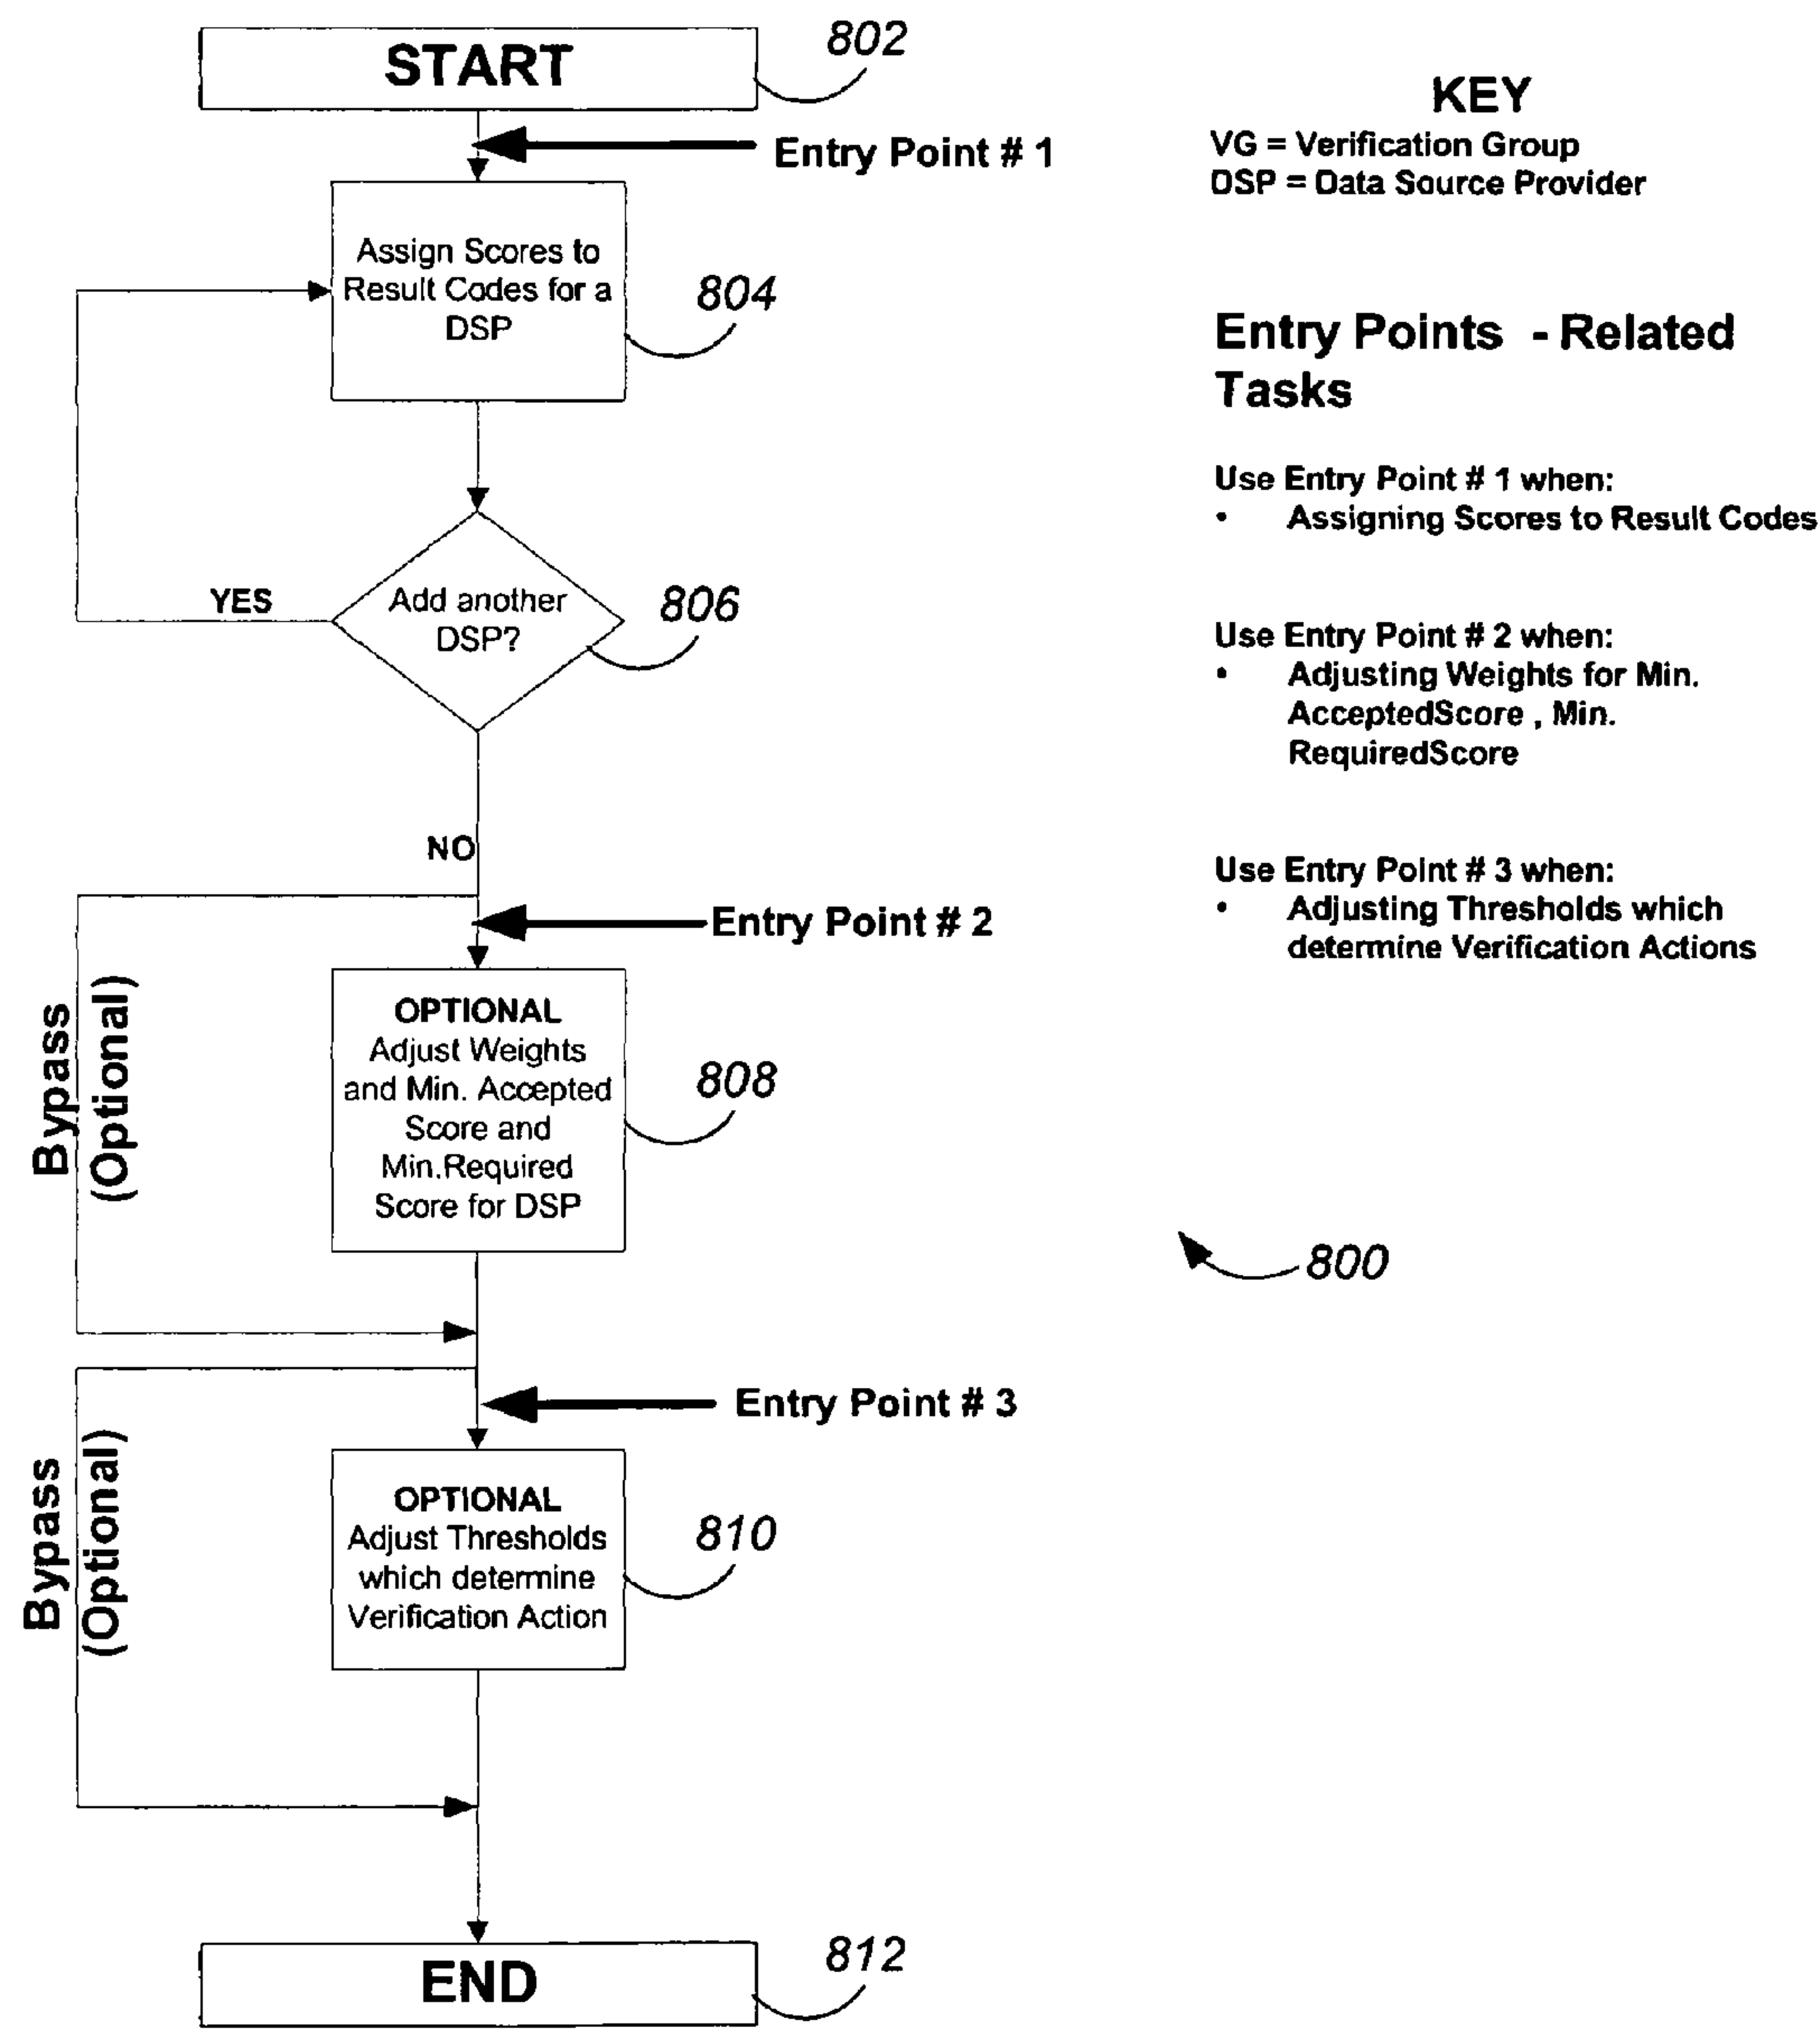 START
802
Entry Point # 1
Assign Scores to
Result Codes for a
DSP
804
YES
Add another
DSP?
806
NO
Entry Point # 2
Bypass
(Optional)
OPTIONAL
Adjust Weights
and Min. Accepted
Score and
Min.Required
Score for DSP
808
Entry Point # 3
Bypass
(Optional)
OPTIONAL
Adjust Thresholds
which determine
Verification Action
810
END
812
KEY
VG = Verification Group
DSP = Data Source Provider
Entry Points - Related
Tasks
Use Entry Point # 1 when:
• Assigning Scores to Result Codes
Use Entry Point # 2 when:
• Adjusting Weights for Min.
AcceptedScore , Min.
RequiredScore
Use Entry Point # 3 when:
• Adjusting Thresholds which
determine Verification Actions
800